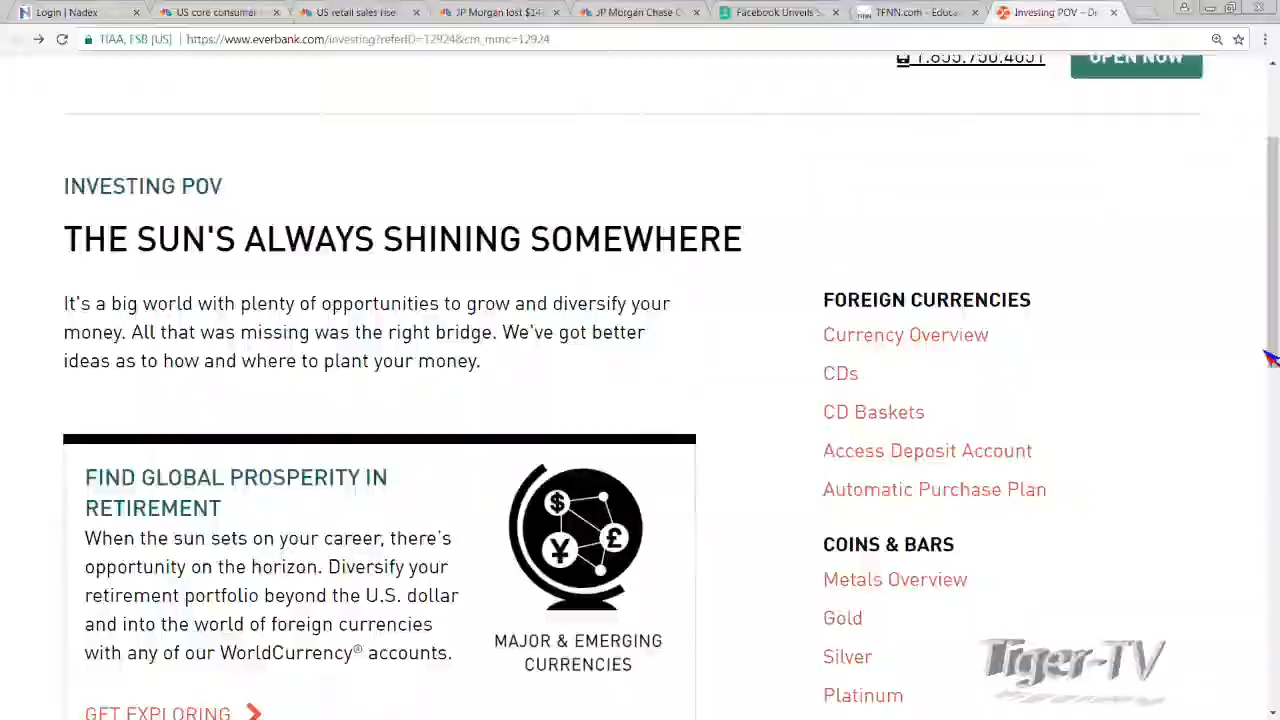 Login | Nadex
US core consumer
US retail sales rise
JP Morgan lost $14
JP Morgan Chase C
Facebook Unveils S
TFNN.com - Educa
Investing POV – D
TIAA, FSB [US] | https://www.everbank.com/investing?referID=12924&cm_mmc=12924
1.855.756.4651
OPEN NOW
INVESTING POV
THE SUN'S ALWAYS SHINING SOMEWHERE
It's a big world with plenty of opportunities to grow and diversify your
money. All that was missing was the right bridge. We've got better
ideas as to how and where to plant your money.
FOREIGN CURRENCIES
Currency Overview
CDs
CD Baskets
Access Deposit Account
Automatic Purchase Plan
FIND GLOBAL PROSPERITY IN
RETIREMENT
When the sun sets on your career, there's
opportunity on the horizon. Diversify your
retirement portfolio beyond the U.S. dollar
and into the world of foreign currencies
with any of our WorldCurrency® accounts.
GET EXPLORING
$
£
¥
MAJOR & EMERGING
CURRENCIES
COINS & BARS
Metals Overview
Gold
Silver
Platinum
Tiger-TV